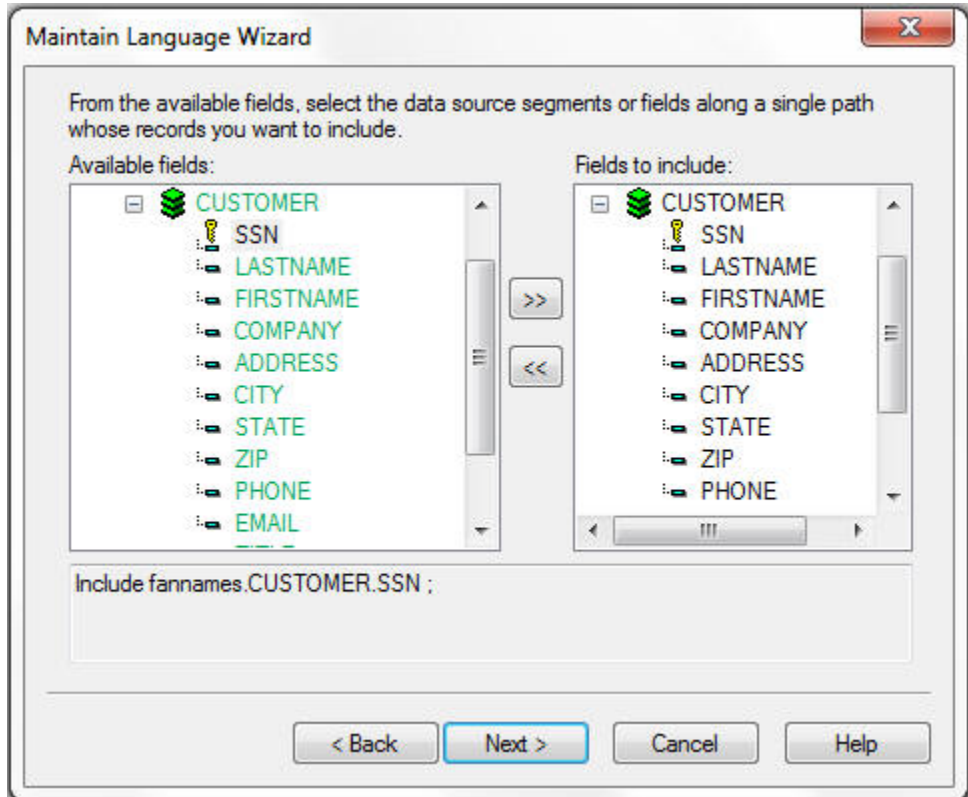 Maintain Language Wizard
From the available fields, select the data source segments or fields along a single path
whose records you want to include.
Available fields:
CUSTOMER
SSN
LASTNAME
FIRSTNAME
COMPANY
ADDRESS
CITY
STATE
ZIP
PHONE
EMAIL
>>
<<
Fields to include:
CUSTOMER
SSN
LASTNAME
FIRSTNAME
COMPANY
ADDRESS
CITY
STATE
ZIP
PHONE
Include fannames.CUSTOMER.SSN ;
< Back
Next >
Cancel
Help